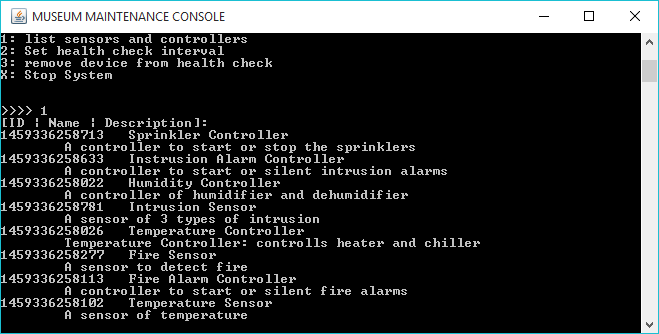 MUSEUM MAINTENANCE CONSOLE
1: list sensors and controllers
2: Set health check interval
3: remove device from health check
X: Stop System
>>>> 1
[ID | Name | Description]:
1459336258713 Sprinkler Controller
A controller to start or stop the sprinklers
1459336258633 Instrusion Alarm Controller
A controller to start or silent intrusion alarms
1459336258022 Humidity Controller
A controller of humidifier and dehumidifier
1459336258781 Intrusion Sensor
A sensor of 3 types of intrusion
1459336258026 Temperature Controller
Temperature Controller: controlls heater and chiller
1459336258277 Fire Sensor
A sensor to detect fire
1459336258113 Fire Alarm Controller
A controller to start or silent fire alarms
1459336258102 Temperature Sensor
A sensor of temperature